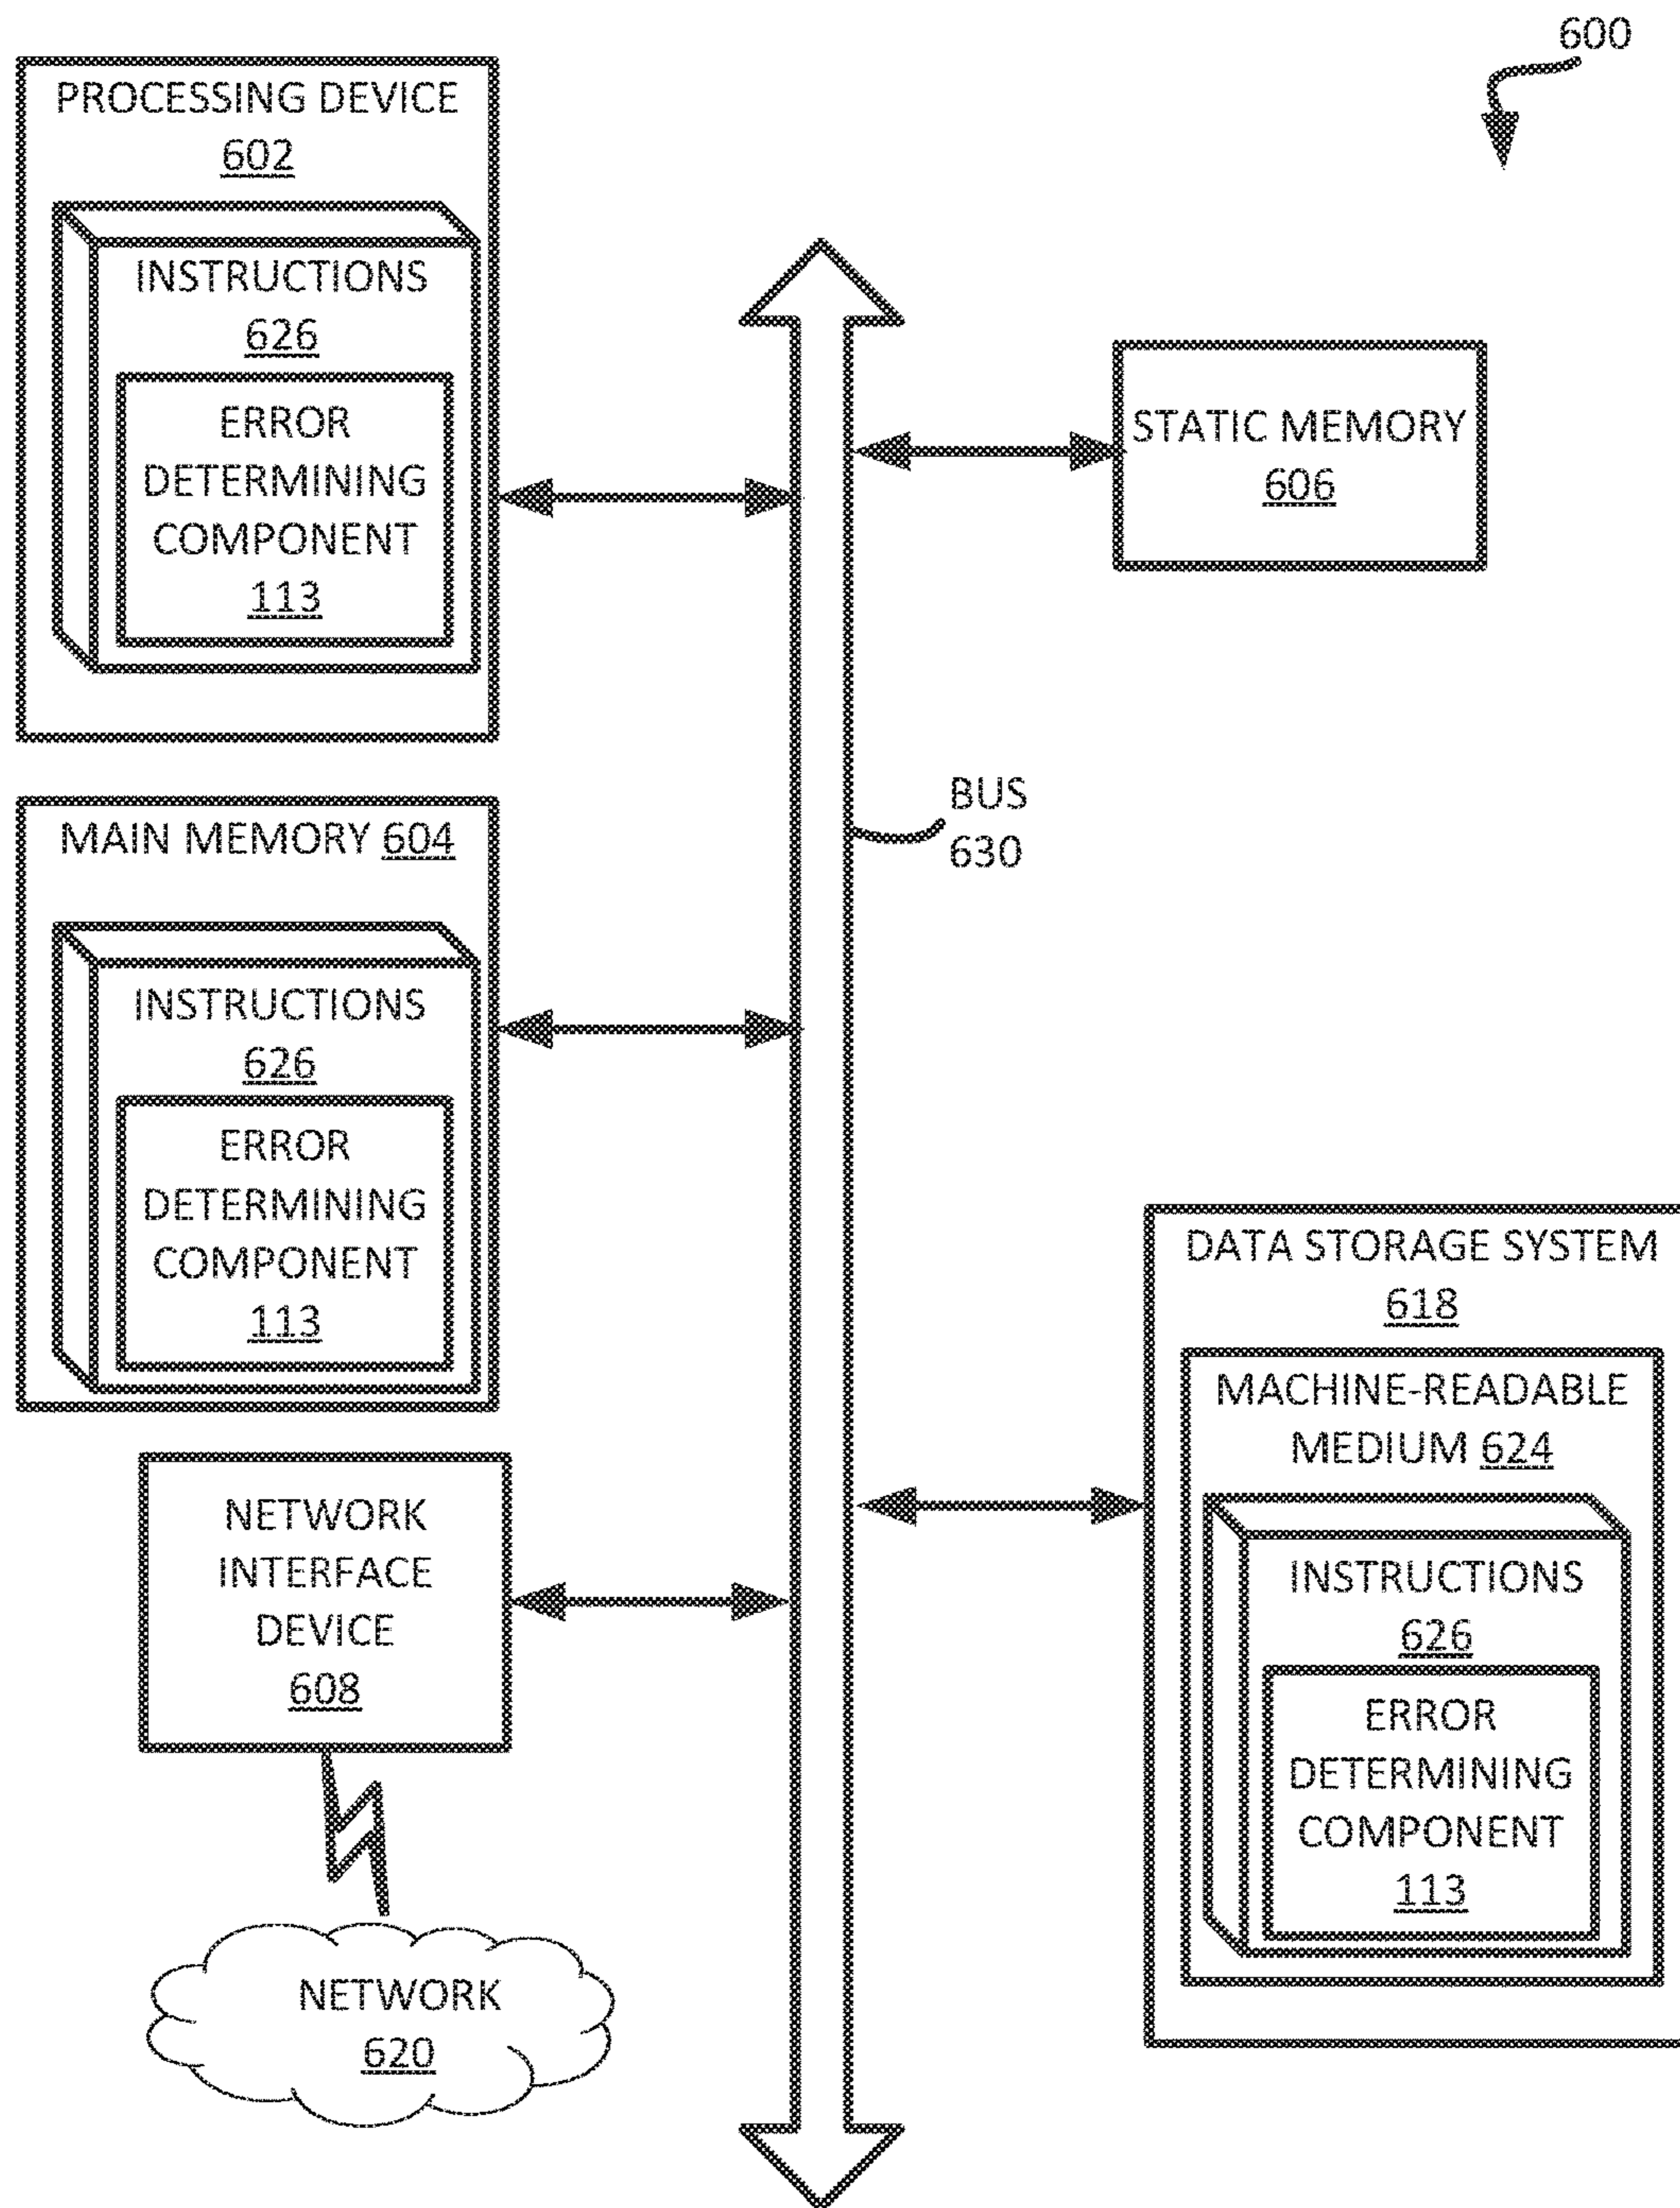 600
PROCESSING DEVICE
602
INSTRUCTIONS
626
ERROR
DETERMINING
COMPONENT
113
STATIC MEMORY
606
BUS
630
MAIN MEMORY 604
INSTRUCTIONS
626
ERROR
DETERMINING
COMPONENT
113
DATA STORAGE SYSTEM
618
MACHINE-READABLE
MEDIUM 624
INSTRUCTIONS
626
ERROR
DETERMINING
COMPONENT
113
NETWORK
INTERFACE
DEVICE
608
NETWORK
620